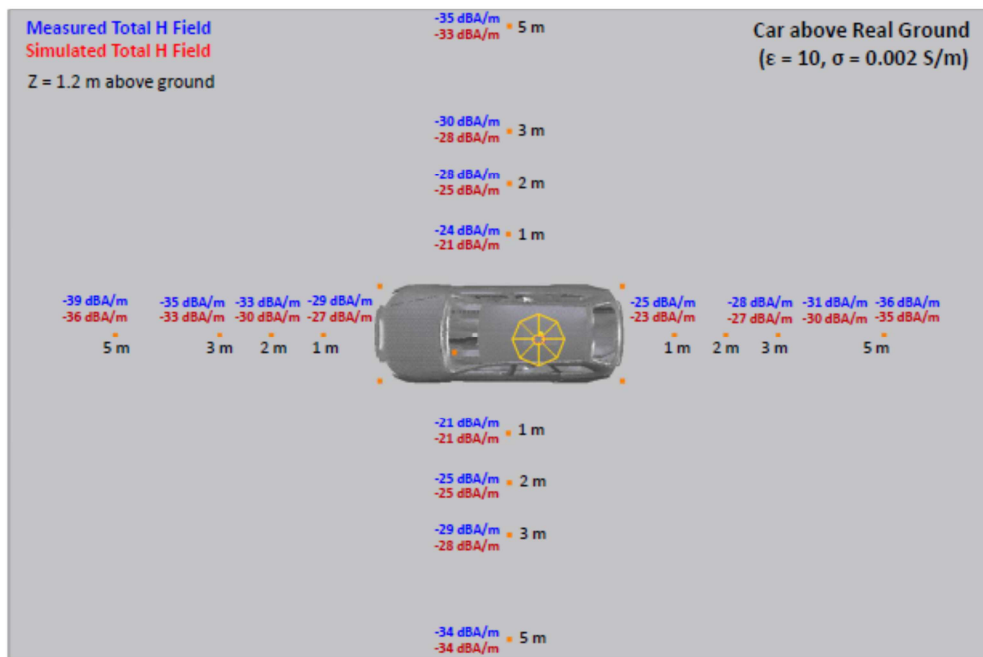 Measured Total H Field
Simulated Total H Field
Z = 1.2 m above ground
Car above Real Ground
(ε = 10, σ = 0.002 S/m)
-35 dBA/m
-33 dBA/m
5 m
-30 dBA/m
-28 dBA/m
3 m
-28 dBA/m
-25 dBA/m
2 m
-24 dBA/m
-21 dBA/m
1 m
-39 dBA/m -35 dBA/m -33 dBA/m -29 dBA/m -25 dBA/m -28 dBA/m -31 dBA/m -36 dBA/m
-36 dBA/m -33 dBA/m -30 dBA/m -27 dBA/m -23 dBA/m -27 dBA/m -30 dBA/m -35 dBA/m
5 m 3 m 2 m 1 m 1 m 2 m 3 m 5 m
-21 dBA/m
-21 dBA/m
1 m
-25 dBA/m
-25 dBA/m
2 m
-29 dBA/m
-28 dBA/m
3 m
-34 dBA/m
-34 dBA/m
5 m